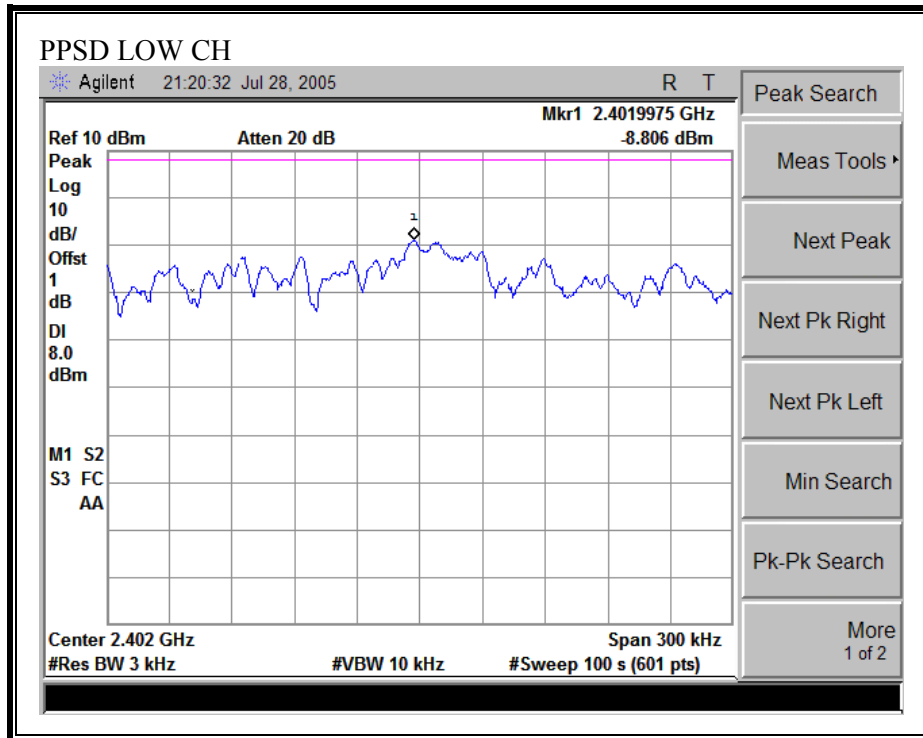 PPSD LOW CH
Agilent 21:20:32 Jul 28, 2005 R T
Mkr1 2.4019975 GHz
Ref 10 dBm Atten 20 dB -8.806 dBm
Peak
Log
10
dB/
Offst
1
dB
DI
8.0
dBm
M1 S2
S3 FC
AA
1
Center 2.402 GHz Span 300 kHz
#Res BW 3 kHz #VBW 10 kHz #Sweep 100 s (601 pts)
Peak Search
Meas Tools
Next Peak
Next Pk Right
Next Pk Left
Min Search
Pk-Pk Search
More
1 of 2